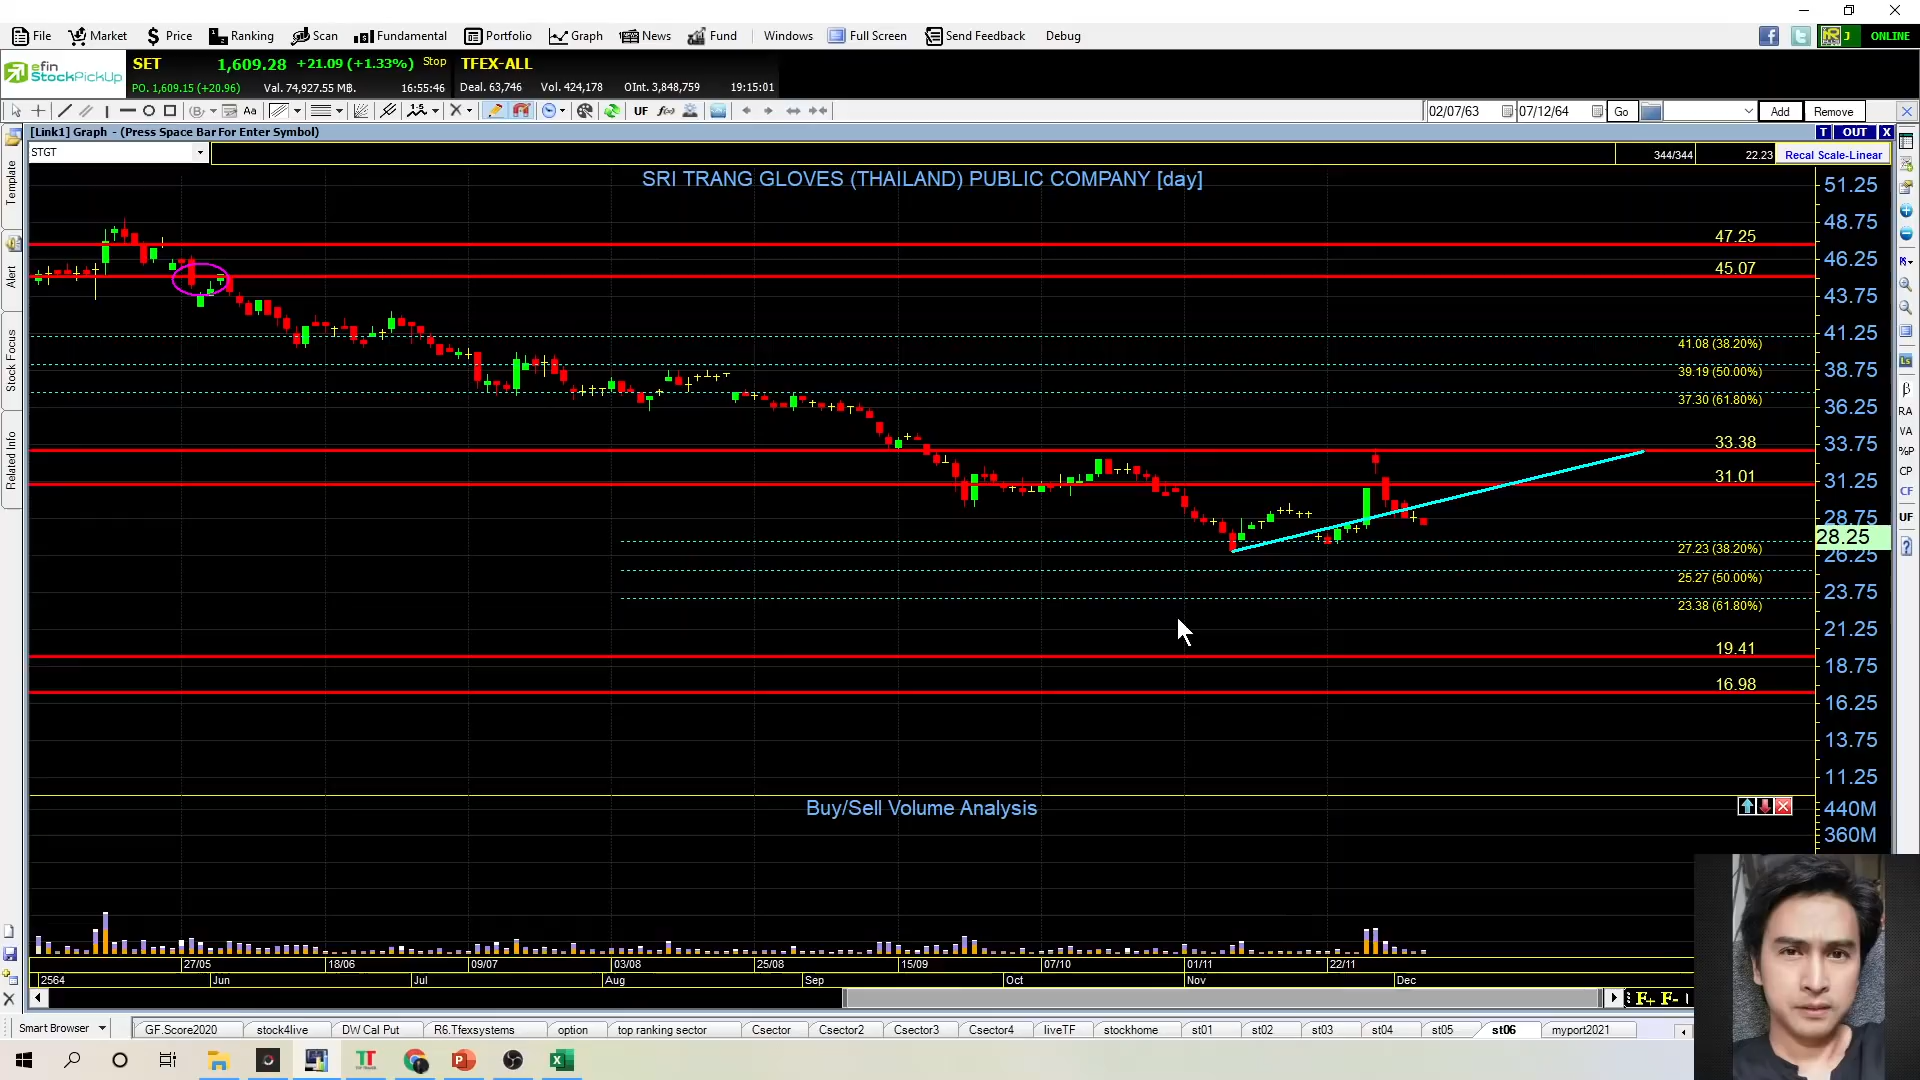 File Market Price Ranking Scan Fundamental Portfolio Graph News Fund Windows Full Screen Send Feedback Debug ONLINE
efin StockPickUp
SET 1,609.28 +21.09 (+1.33%) Stop TFEX-ALL
PO. 1,609.15 (+20.96) Val. 74,927.55 M฿. 16:55:46 Deal. 63,746 Vol. 424,178 OInt. 3,848,759 19:15:01
Aa UF f(x) 02/07/63 07/12/64 Go Add Remove
[Link1] Graph - (Press Space Bar For Enter Symbol) T OUT X
STGT 344/344 22.23 Recal Scale-Linear
SRI TRANG GLOVES (THAILAND) PUBLIC COMPANY [day]
Template
Alert
Stock Focus
Related Info
47.25
45.07
41.08 (38.20%)
39.19 (50.00%)
37.30 (61.80%)
33.38
31.01
27.23 (38.20%)
25.27 (50.00%)
23.38 (61.80%)
19.41
16.98
51.25
48.75
46.25
43.75
41.25
38.75
36.25
33.75
31.25
28.75
28.25
26.25
23.75
21.25
18.75
16.25
13.75
11.25
β
RA
VA
%P
CP
CF
UF
Buy/Sell Volume Analysis
440M
360M
27/05 18/06 09/07 03/08 25/08 15/09 07/10 01/11 22/11
2564 Jun Jul Aug Sep Oct Nov Dec
F+ F-
Smart Browser GF.Score2020 stock4live DW Cal Put R6.Tfexsystems option top ranking sector Csector Csector2 Csector3 Csector4 liveTF stockhome st01 st02 st03 st04 st05 st06 myport2021